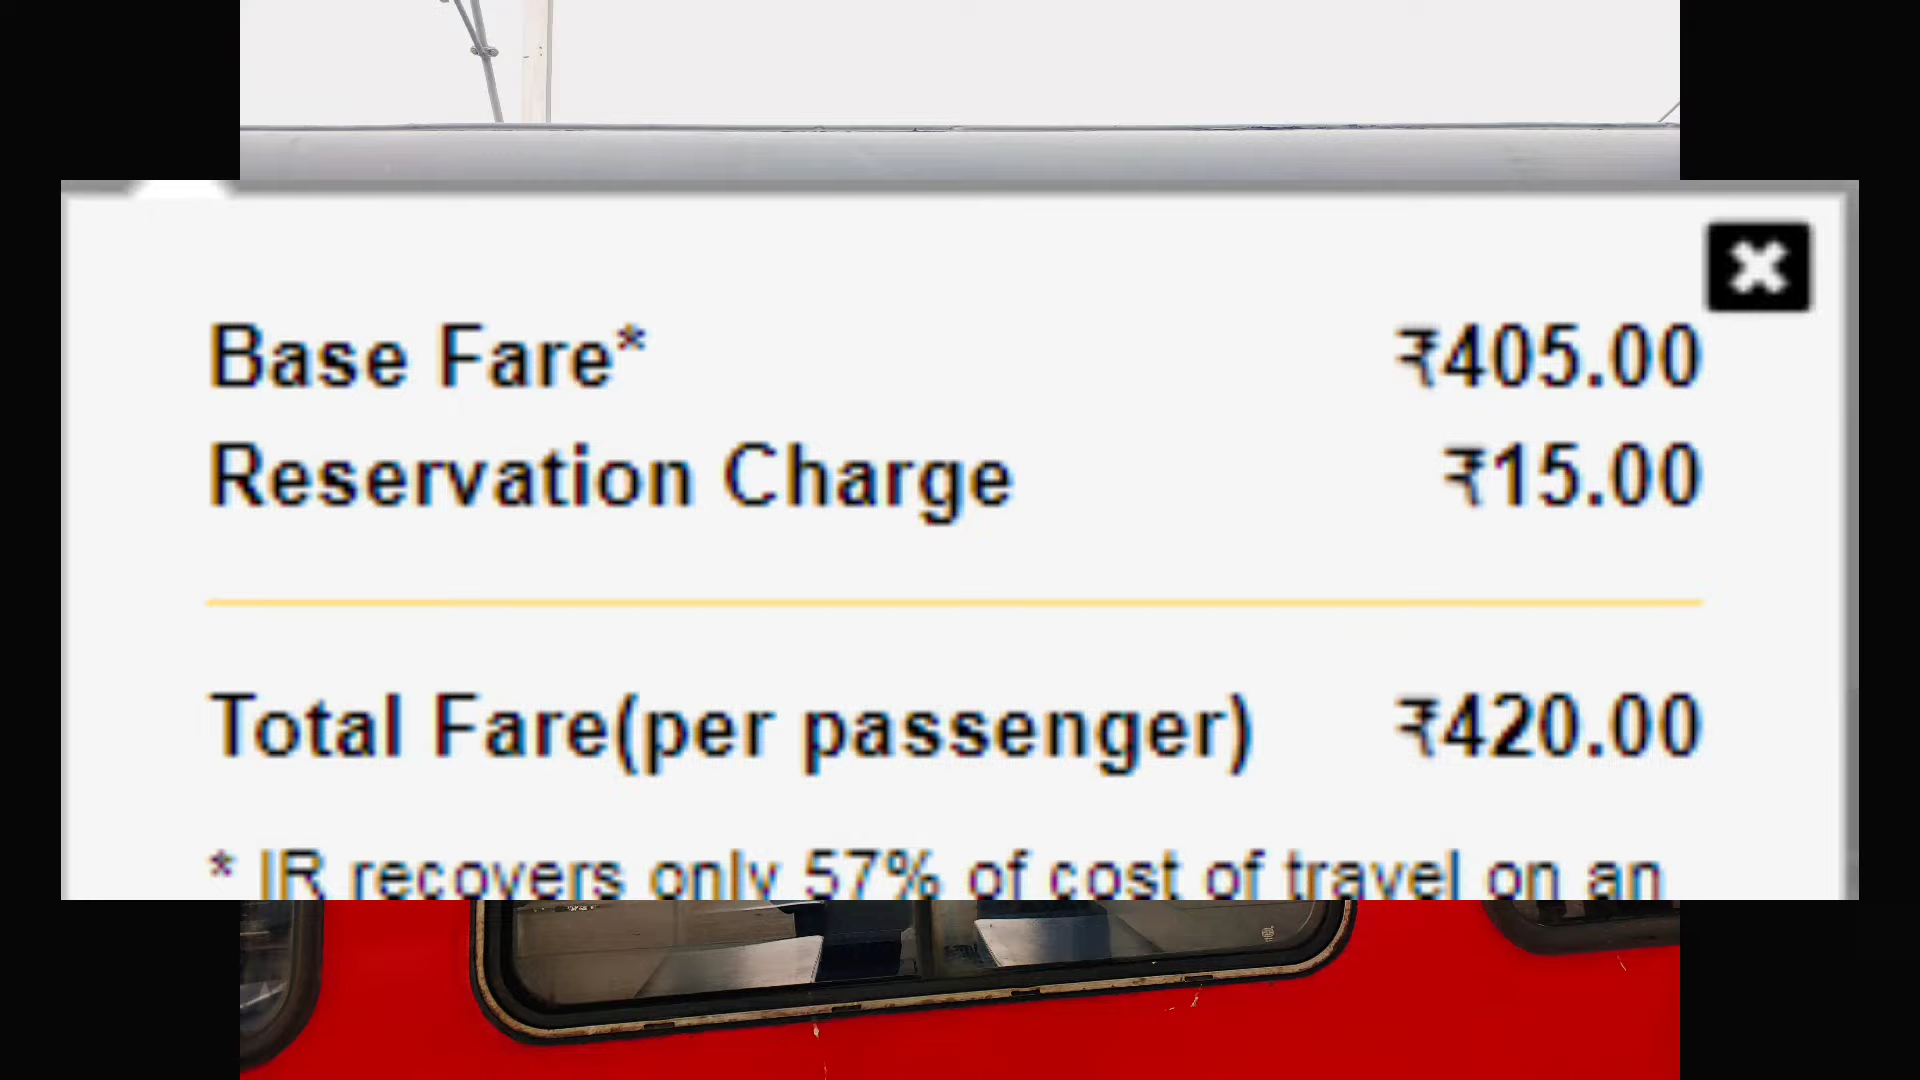 Base Fare* ₹405.00
Reservation Charge ₹15.00
Total Fare(per passenger) ₹420.00
* IR recovers only 57% of cost of travel on an